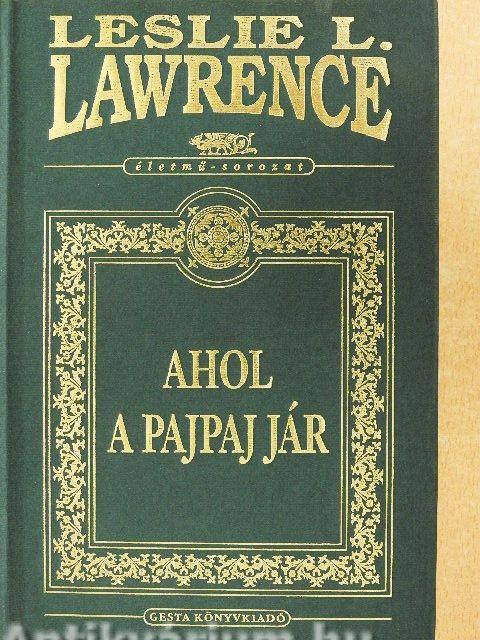 LESLIE L.
LAWRENCE
életmű-sorozat
AHOL
A PAJPAJ JÁR
GESTA KÖNYVKIADÓ